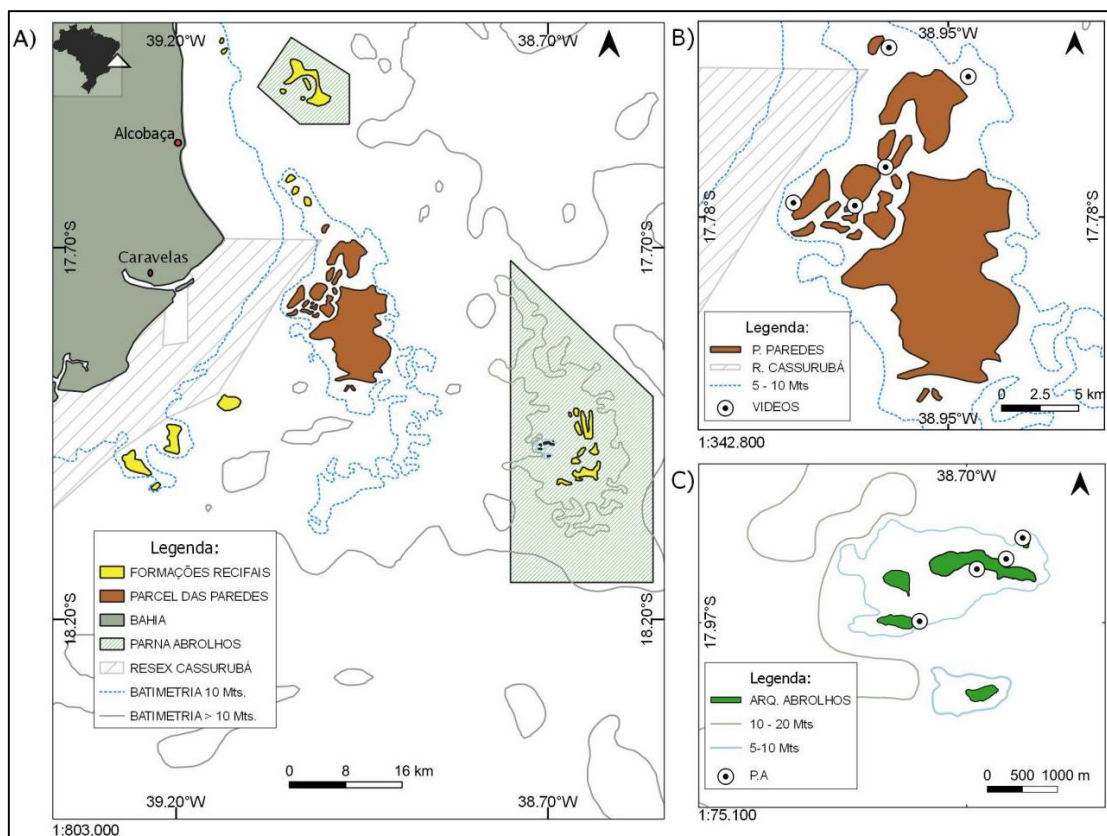 A)
39.20°W
38.70°W
Alcobaça
17.70°S
17.70°S
Caravelas
Legenda:
FORMAÇÕES RECIFAIS
PARCEL DAS PAREDES
BAHIA
PARNA ABROLHOS
RESEX CASSURUBÁ
BATIMETRIA 10 Mts.
BATIMETRIA > 10 Mts.
18.20°S
18.20°S
0 8 16 km
39.20°W
38.70°W
1:803.000
B)
38.95°W
17.78°S
17.78°S
Legenda:
P. PAREDES
R. CASSURUBÁ
5 - 10 Mts
VIDEOS
0 2.5 5 km
38.95°W
1:342.800
C)
38.70°W
17.97°S
17.97°S
Legenda:
ARQ. ABROLHOS
10 - 20 Mts
5-10 Mts
P.A
0 500 1000 m
38.70°W
1:75.100